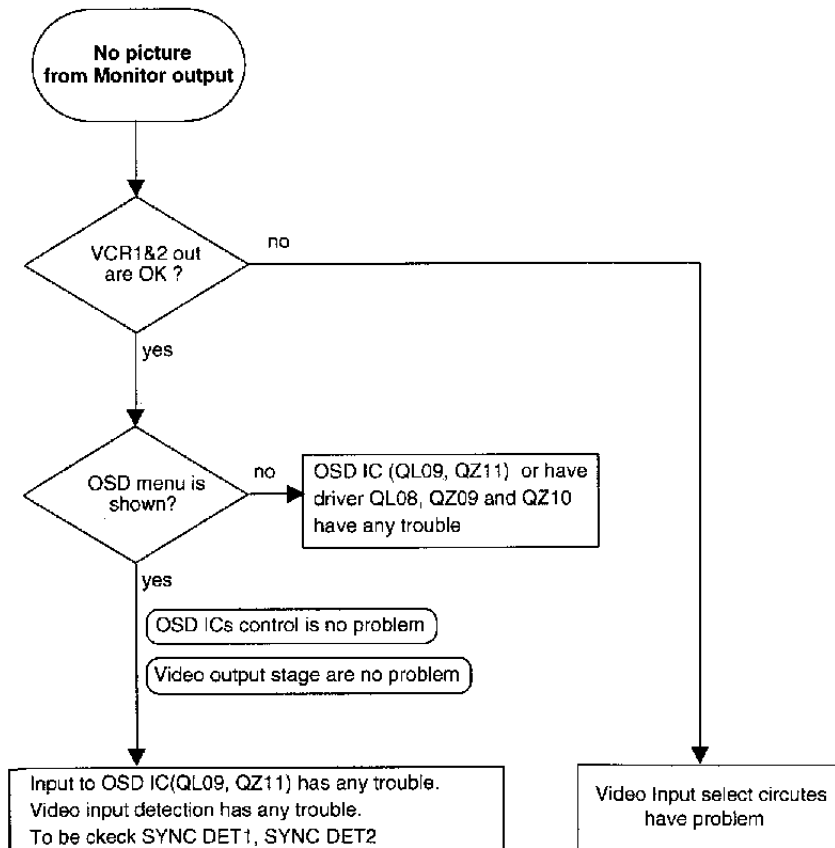 No picture
from Monitor output
VCR1&2 out
are OK ?
no
yes
OSD menu is
shown?
no
OSD IC (QL09, QZ11) or have
driver QL08, QZ09 and QZ10
have any trouble
yes
OSD ICs control is no problem
Video output stage are no problem
Input to OSD IC(QL09, QZ11) has any trouble.
Video input detection has any trouble.
To be ckeck SYNC DET1, SYNC DET2
Video Input select circutes
have problem